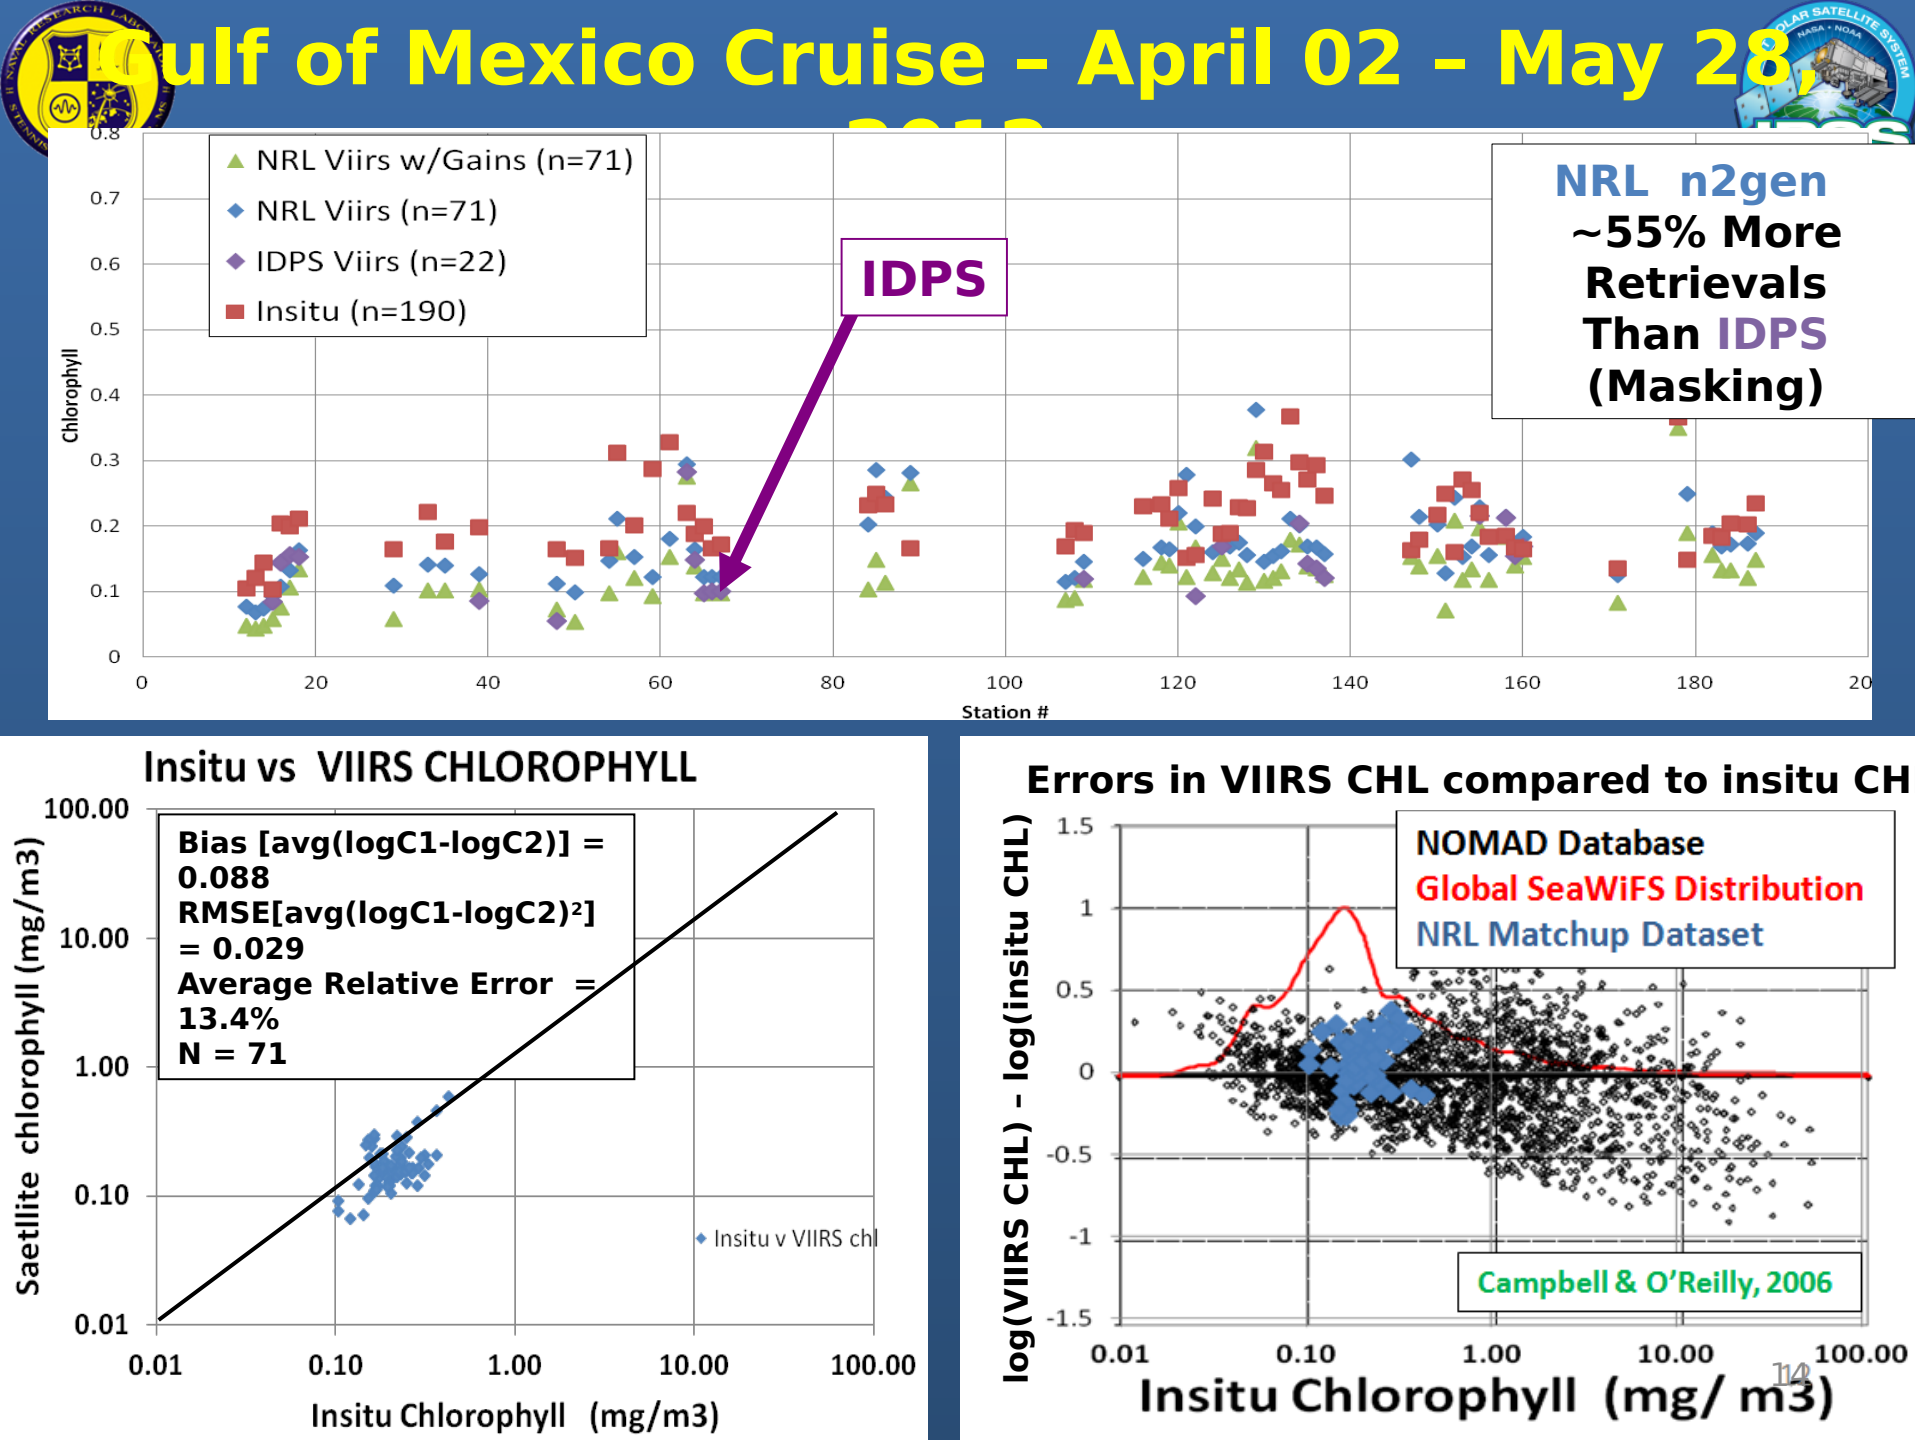 Gulf of Mexico Cruise – April 02 – May 28,
NRL Viirs w/Gains (n=71)
NRL Viirs (n=71)
IDPS Viirs (n=22)
Insitu (n=190)
IDPS
NRL n2gen
~55% More
Retrievals
Than IDPS
(Masking)
Chlorophyll
0.8
0.7
0.6
0.5
0.4
0.3
0.2
0.1
0
0 20 40 60 80 100 120 140 160 180 20
Station #
Insitu vs VIIRS CHLOROPHYLL
Saetllite chlorophyll (mg/m3)
100.00
10.00
1.00
0.10
0.01
Bias [avg(logC1-logC2)] =
0.088
RMSE[avg(logC1-logC2)²]
= 0.029
Average Relative Error =
13.4%
N = 71
Insitu v VIIRS chl
0.01 0.10 1.00 10.00 100.00
Insitu Chlorophyll (mg/m3)
Errors in VIIRS CHL compared to insitu CH
log(VIIRS CHL) – log(insitu CHL)
1.5
1
0.5
0
-0.5
-1
-1.5
NOMAD Database
Global SeaWiFS Distribution
NRL Matchup Dataset
Campbell & O'Reilly, 2006
0.01 0.10 1.00 10.00 100.00
Insitu Chlorophyll (mg/ m3)